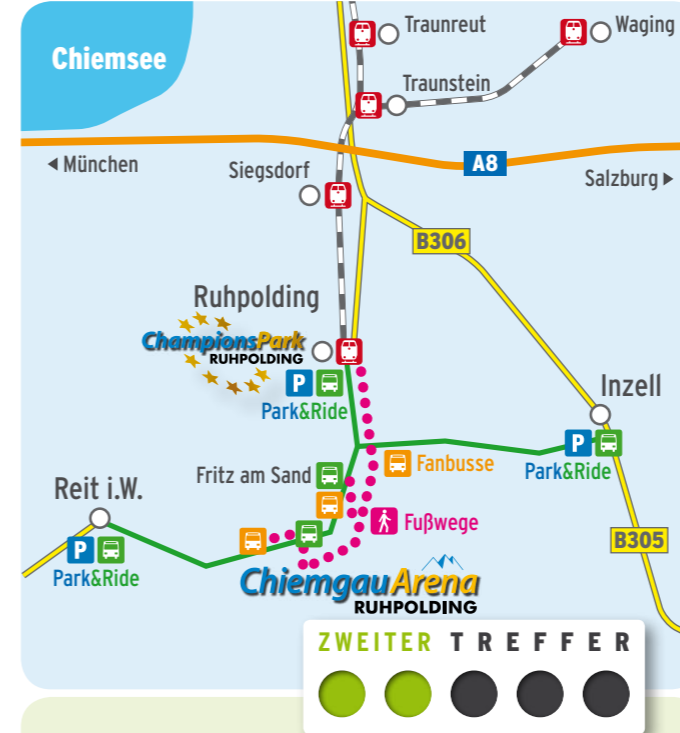 Traunreut
Waging
Chiemsee
Traunstein
◄ München
Siegsdorf
A8
Salzburg ►
B306
Ruhpolding
ChampionsPark
RUHPOLDING
P
Park&Ride
Inzell
P
Park&Ride
Fanbusse
Fritz am Sand
Reit i.W.
P
Park&Ride
Fußwege
B305
ChiemgauArena
RUHPOLDING
ZWEITER TREFFER